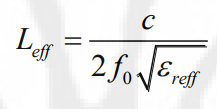 L_eff = c / (2 f_0 √ε_reff)